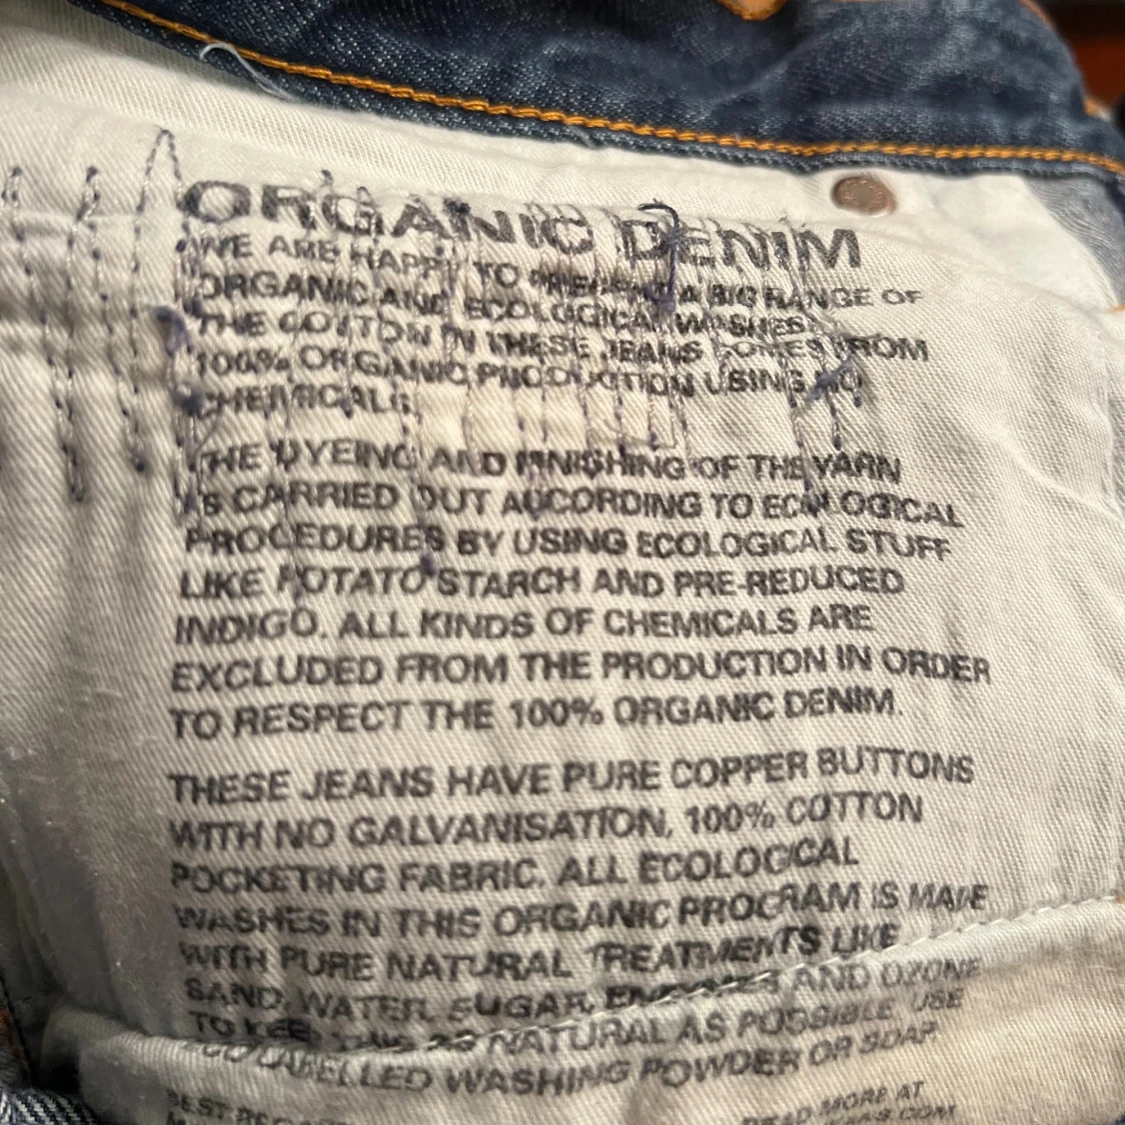 ORGANIC DENIM
WE ARE HAPPY TO PRESENT A BIG RANGE OF
ORGANIC AND ECOLOGICAL WASHES.
THE COTTON IN THESE JEANS COMES FROM
100% ORGANIC PRODUCTION USING NO
CHEMICALS.
THE DYEING AND FINISHING OF THE YARN
IS CARRIED OUT ACCORDING TO ECOLOGICAL
PROCEDURES BY USING ECOLOGICAL STUFF
LIKE POTATO STARCH AND PRE-REDUCED
INDIGO. ALL KINDS OF CHEMICALS ARE
EXCLUDED FROM THE PRODUCTION IN ORDER
TO RESPECT THE 100% ORGANIC DENIM.
THESE JEANS HAVE PURE COPPER BUTTONS
WITH NO GALVANISATION, 100% COTTON
POCKETING FABRIC. ALL ECOLOGICAL
WASHES IN THIS ORGANIC PROGRAM IS MADE
WITH PURE NATURAL TREATMENTS LIKE
SAND, WATER, SUGAR, ENZYMES AND OZONE
TO KEEP THIS AS NATURAL AS POSSIBLE USE
LABELLED WASHING POWDER OR SOAP
BEST READ MORE AT